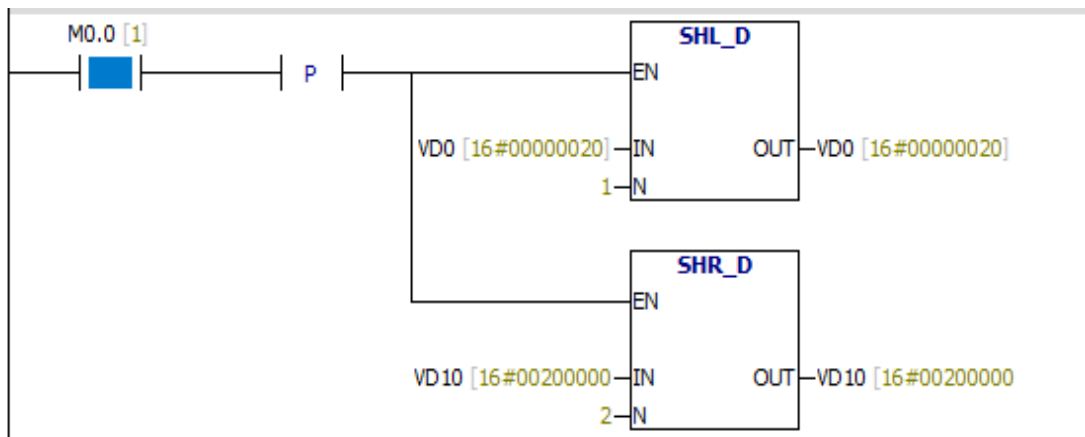 M0.0 [1]
P
SHL_D
EN
VD0 [16#00000020] IN OUT VD0 [16#00000020]
1 N
SHR_D
EN
VD10 [16#00200000 IN OUT VD10 [16#00200000
2 N